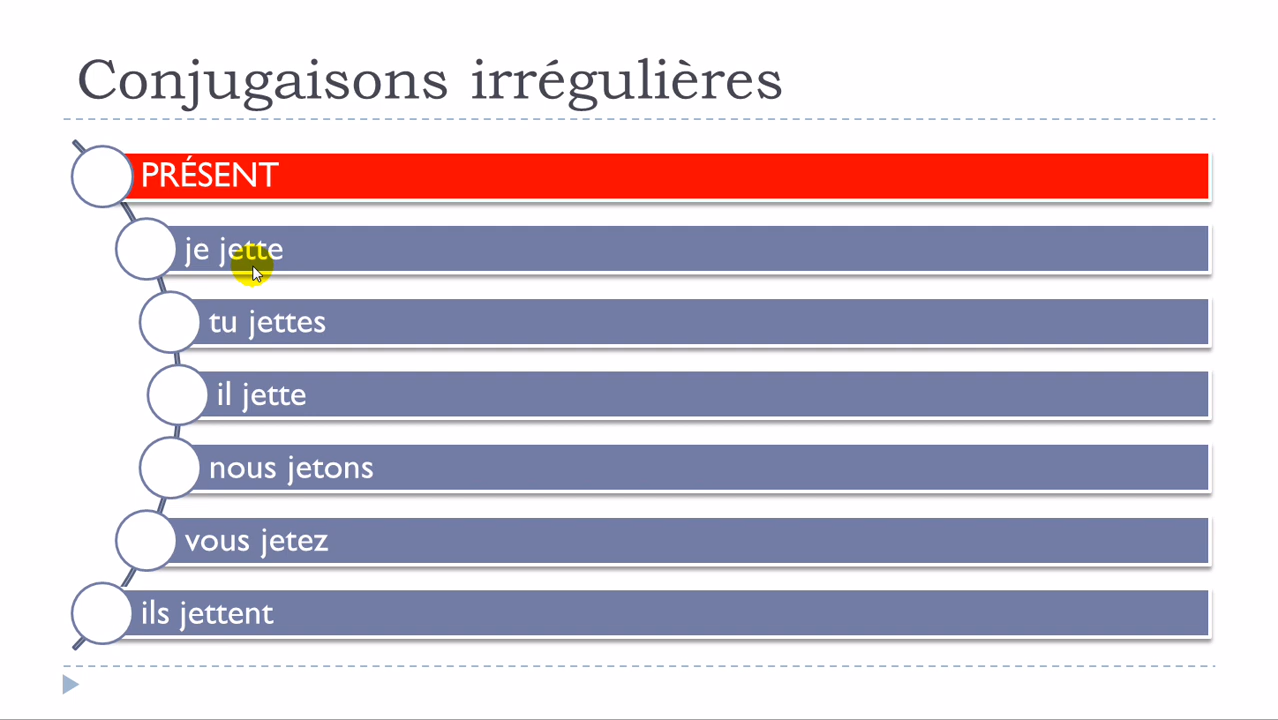 Conjugaisons irrégulières
PRÉSENT
je jette
tu jettes
il jette
nous jetons
vous jetez
ils jettent